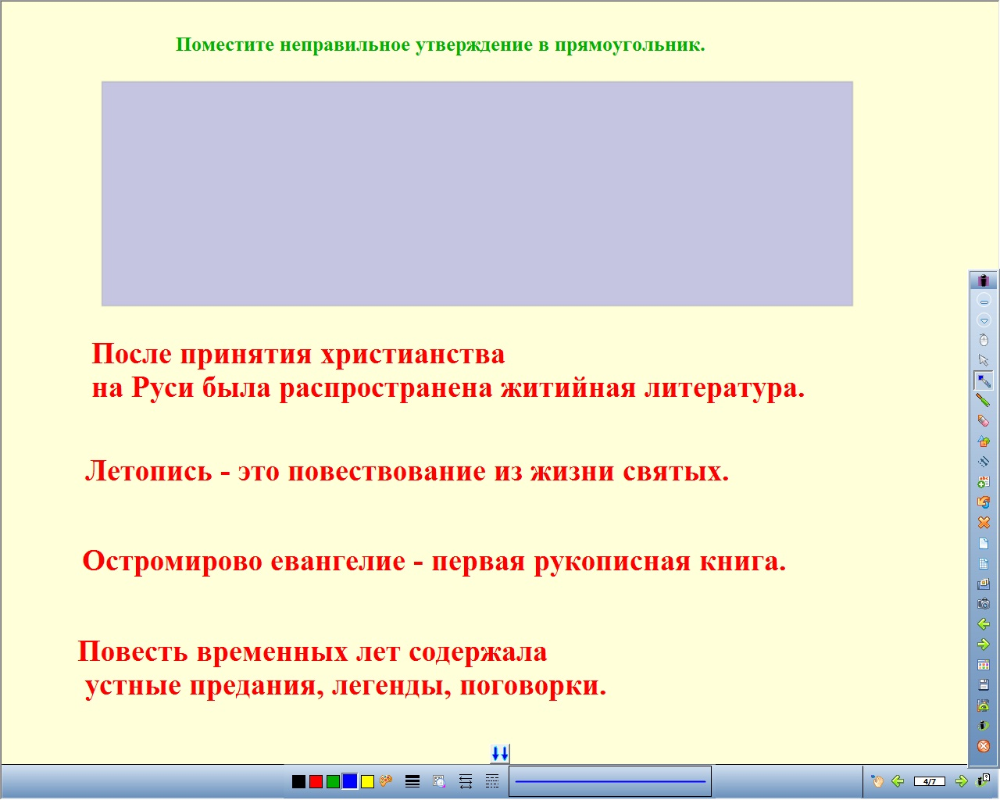 Поместите неправильное утверждение в прямоугольник.
После принятия христианства
на Руси была распространена житийная литература.
Летопись - это повествование из жизни святых.
Остромирово евангелие - первая рукописная книга.
Повесть временных лет содержала
устные предания, легенды, поговорки.
4/7